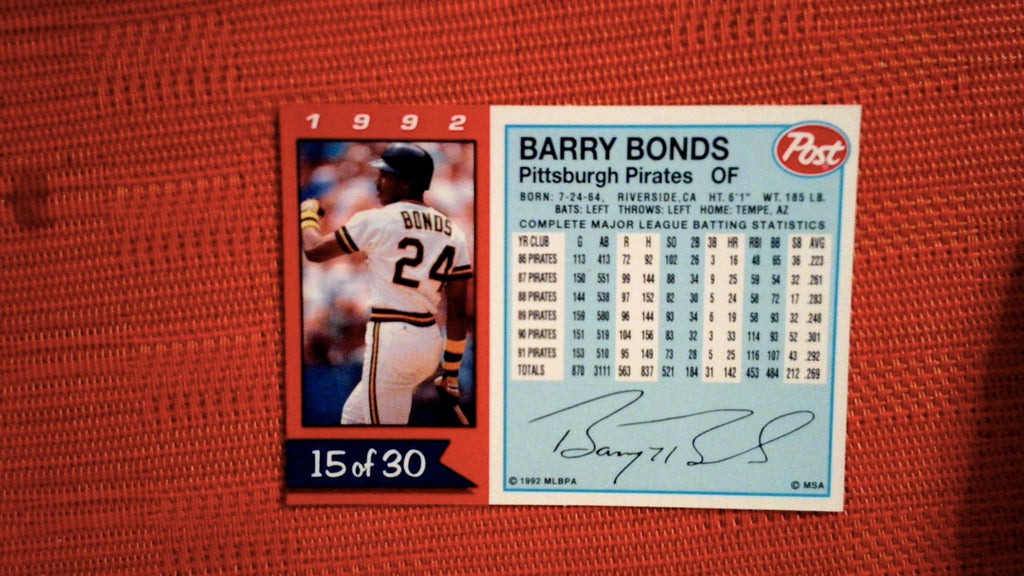 1 9 9 2
BONDS
24
15 of 30
BARRY BONDS
Post
Pittsburgh Pirates OF
BORN: 7-24-64, RIVERSIDE, CA HT. 6'1" WT. 185 LB.
BATS: LEFT THROWS: LEFT HOME: TEMPE, AZ
COMPLETE MAJOR LEAGUE BATTING STATISTICS
YR CLUB G AB R H SO 2B 3B HR RBI BB SB AVG
86 PIRATES 113 413 72 92 102 26 3 16 48 65 36 .223
87 PIRATES 150 551 99 144 88 34 9 25 59 54 32 .261
88 PIRATES 144 538 97 152 82 30 5 24 58 72 17 .283
89 PIRATES 159 580 96 144 93 34 6 19 58 93 32 .248
90 PIRATES 151 519 104 156 83 32 3 33 114 93 52 .301
91 PIRATES 153 510 95 149 73 28 5 25 116 107 43 .292
TOTALS 870 3111 563 837 521 184 31 142 453 484 212 .269
Barry Bonds
© 1992 MLBPA
© MSA